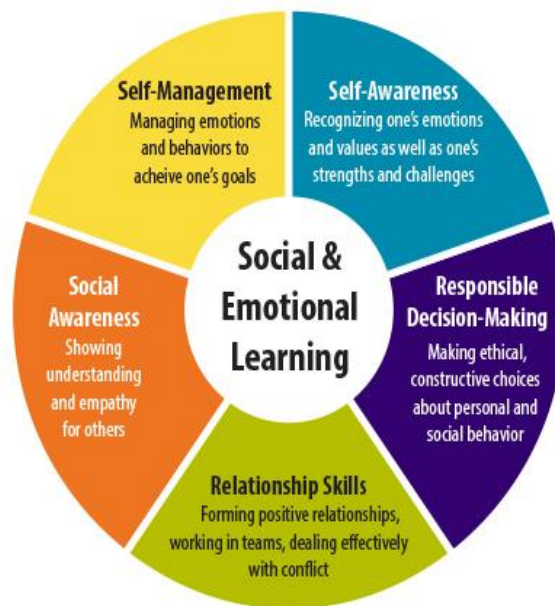 Self-Management
Managing emotions
and behaviors to
acheive one's goals
Self-Awareness
Recognizing one's emotions
and values as well as one's
strengths and challenges
Social &
Emotional
Learning
Social
Awareness
Showing
understanding
and empathy
for others
Responsible
Decision-Making
Making ethical,
constructive choices
about personal and
social behavior
Relationship Skills
Forming positive relationships,
working in teams, dealing effectively
with conflict